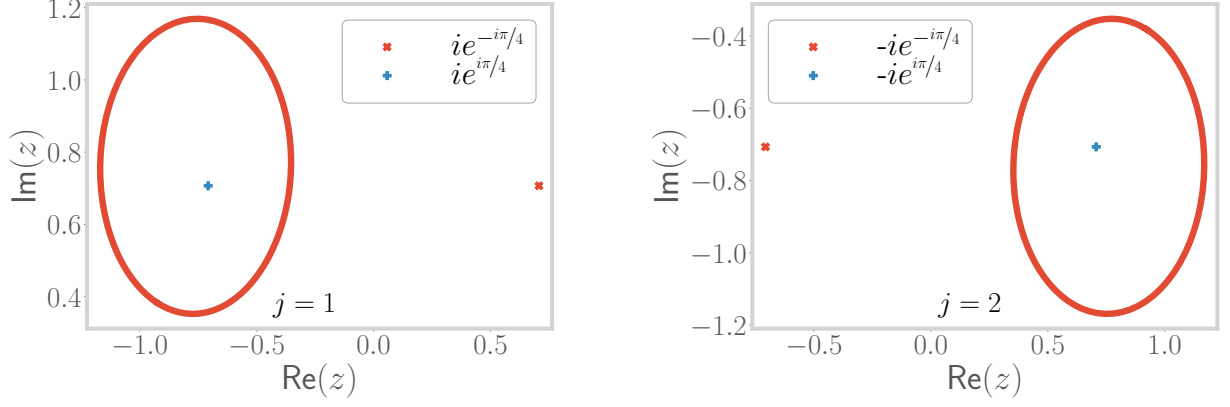 1.2
1.0
0.8
0.6
0.4
Im(z)
ie^{-iπ/4}
ie^{iπ/4}
j = 1
−1.0 −0.5 0.0 0.5
Re(z)
−0.4
−0.6
−0.8
−1.0
−1.2
Im(z)
-ie^{-iπ/4}
-ie^{iπ/4}
j = 2
−0.5 0.0 0.5 1.0
Re(z)